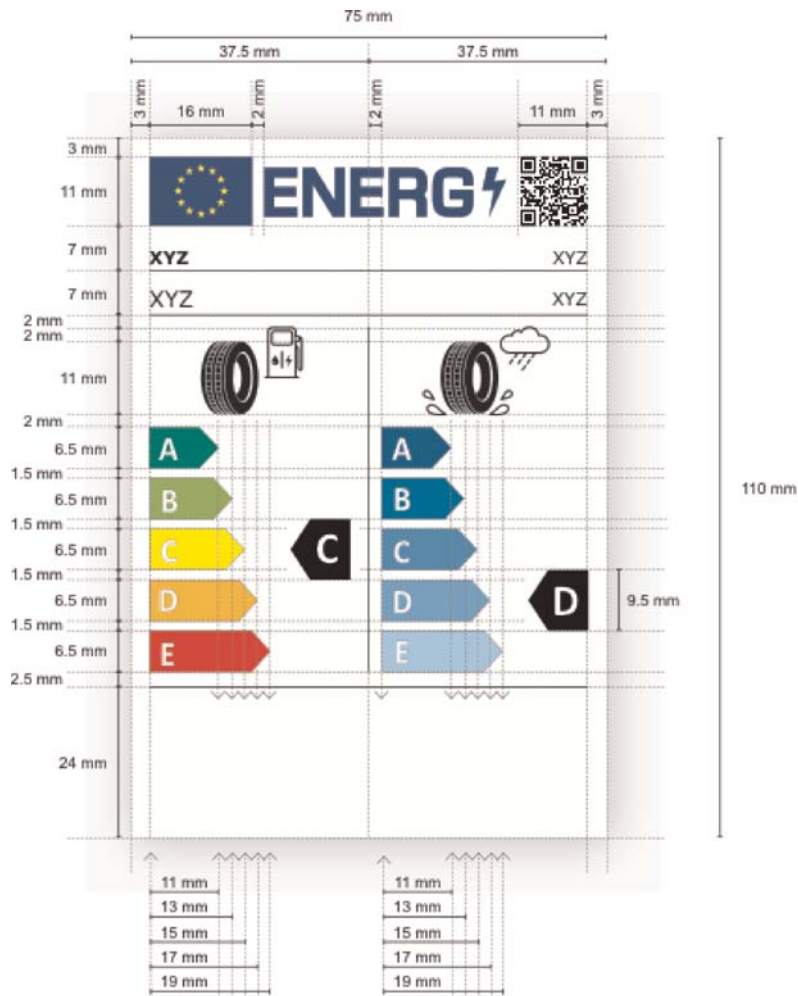 75 mm
37.5 mm 37.5 mm
3 mm 16 mm 2 mm 2 mm 11 mm 3 mm
3 mm
11 mm ENERG
7 mm XYZ XYZ
7 mm XYZ XYZ
2 mm
2 mm
11 mm
2 mm
6.5 mm A A
1.5 mm
6.5 mm B B 110 mm
1.5 mm
6.5 mm C C C
1.5 mm
6.5 mm D D D 9.5 mm
1.5 mm
6.5 mm E E
2.5 mm
24 mm
11 mm 11 mm
13 mm 13 mm
15 mm 15 mm
17 mm 17 mm
19 mm 19 mm